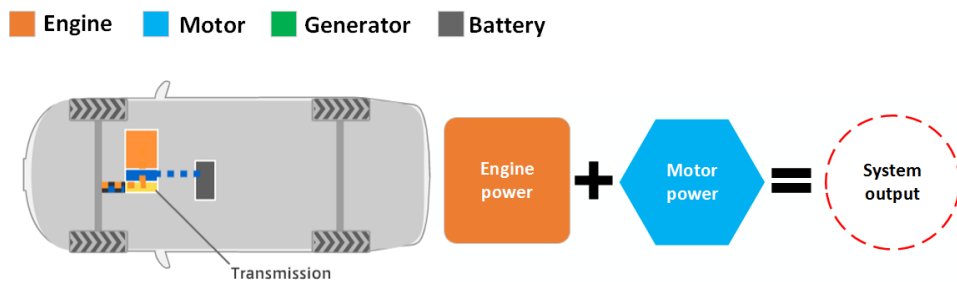 Engine Motor Generator Battery
Engine
power
+
Motor
power
=
System
output
Transmission